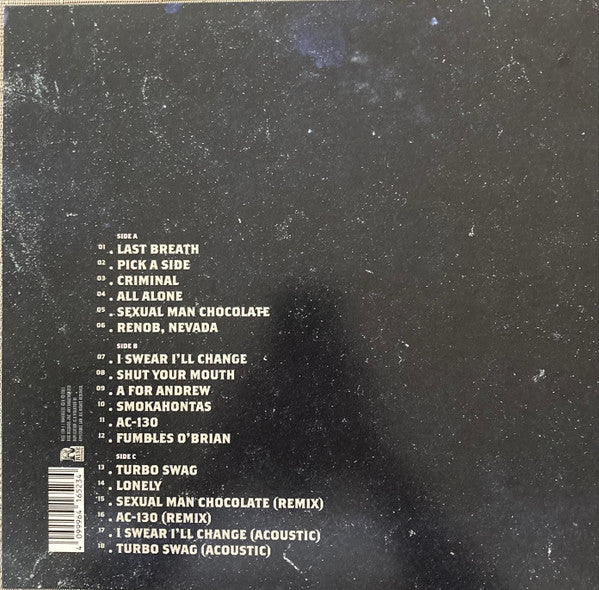 SIDE A
01. LAST BREATH
02. PICK A SIDE
03. CRIMINAL
04. ALL ALONE
05. SEXUAL MAN CHOCOLATE
06. RENOB, NEVADA
SIDE B
07. I SWEAR I'LL CHANGE
08. SHUT YOUR MOUTH
09. A FOR ANDREW
10. SMOKAHONTAS
11. AC-130
12. FUMBLES O'BRIAN
SIDE C
13. TURBO SWAG
14. LONELY
15. SEXUAL MAN CHOCOLATE (REMIX)
16. AC-130 (REMIX)
17. I SWEAR I'LL CHANGE (ACOUSTIC)
18. TURBO SWAG (ACOUSTIC)
4 099964 165234